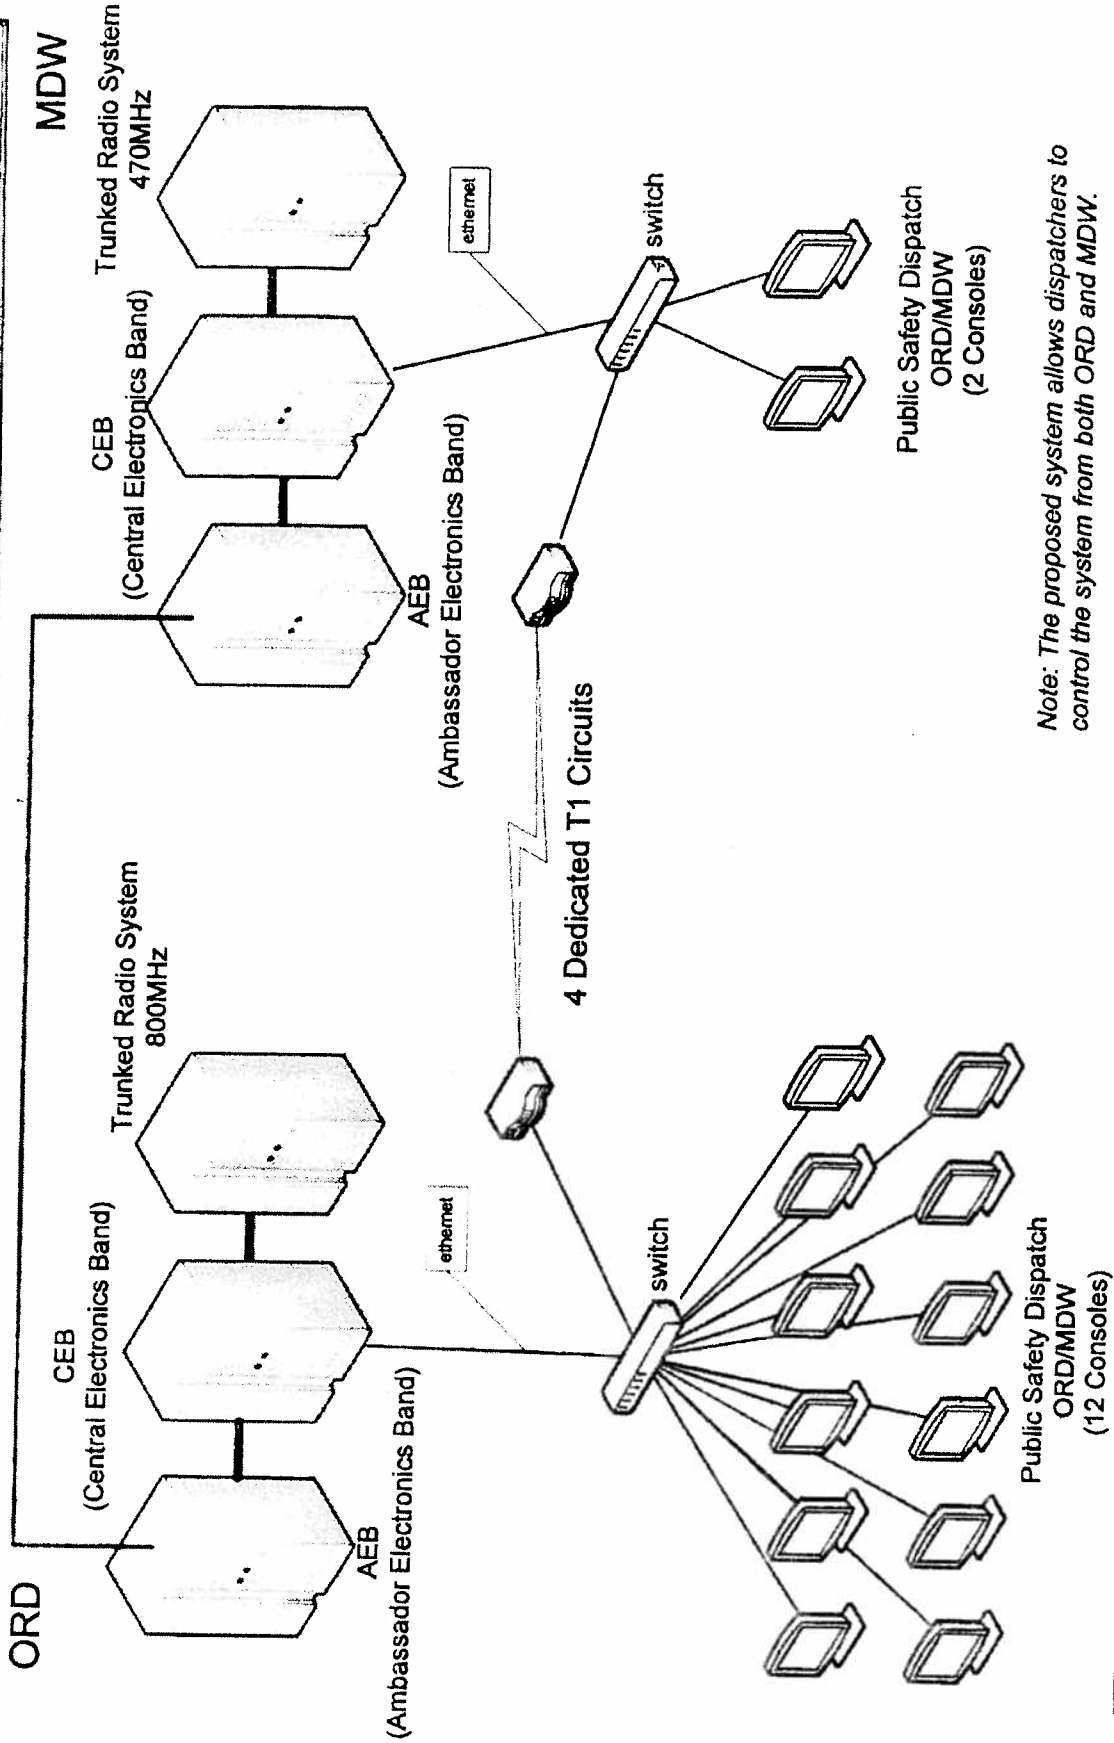 ORD
MDW
CEB
(Central Electronics Band)
Trunked Radio System
800MHz
AEB
(Ambassador Electronics Band)
ethernet
switch
Public Safety Dispatch
ORD/MDW
(12 Consoles)
4 Dedicated T1 Circuits
CEB
(Central Electronics Band)
Trunked Radio System
470MHz
AEB
(Ambassador Electronics Band)
ethernet
switch
Public Safety Dispatch
ORD/MDW
(2 Consoles)
Note: The proposed system allows dispatchers to
control the system from both ORD and MDW.